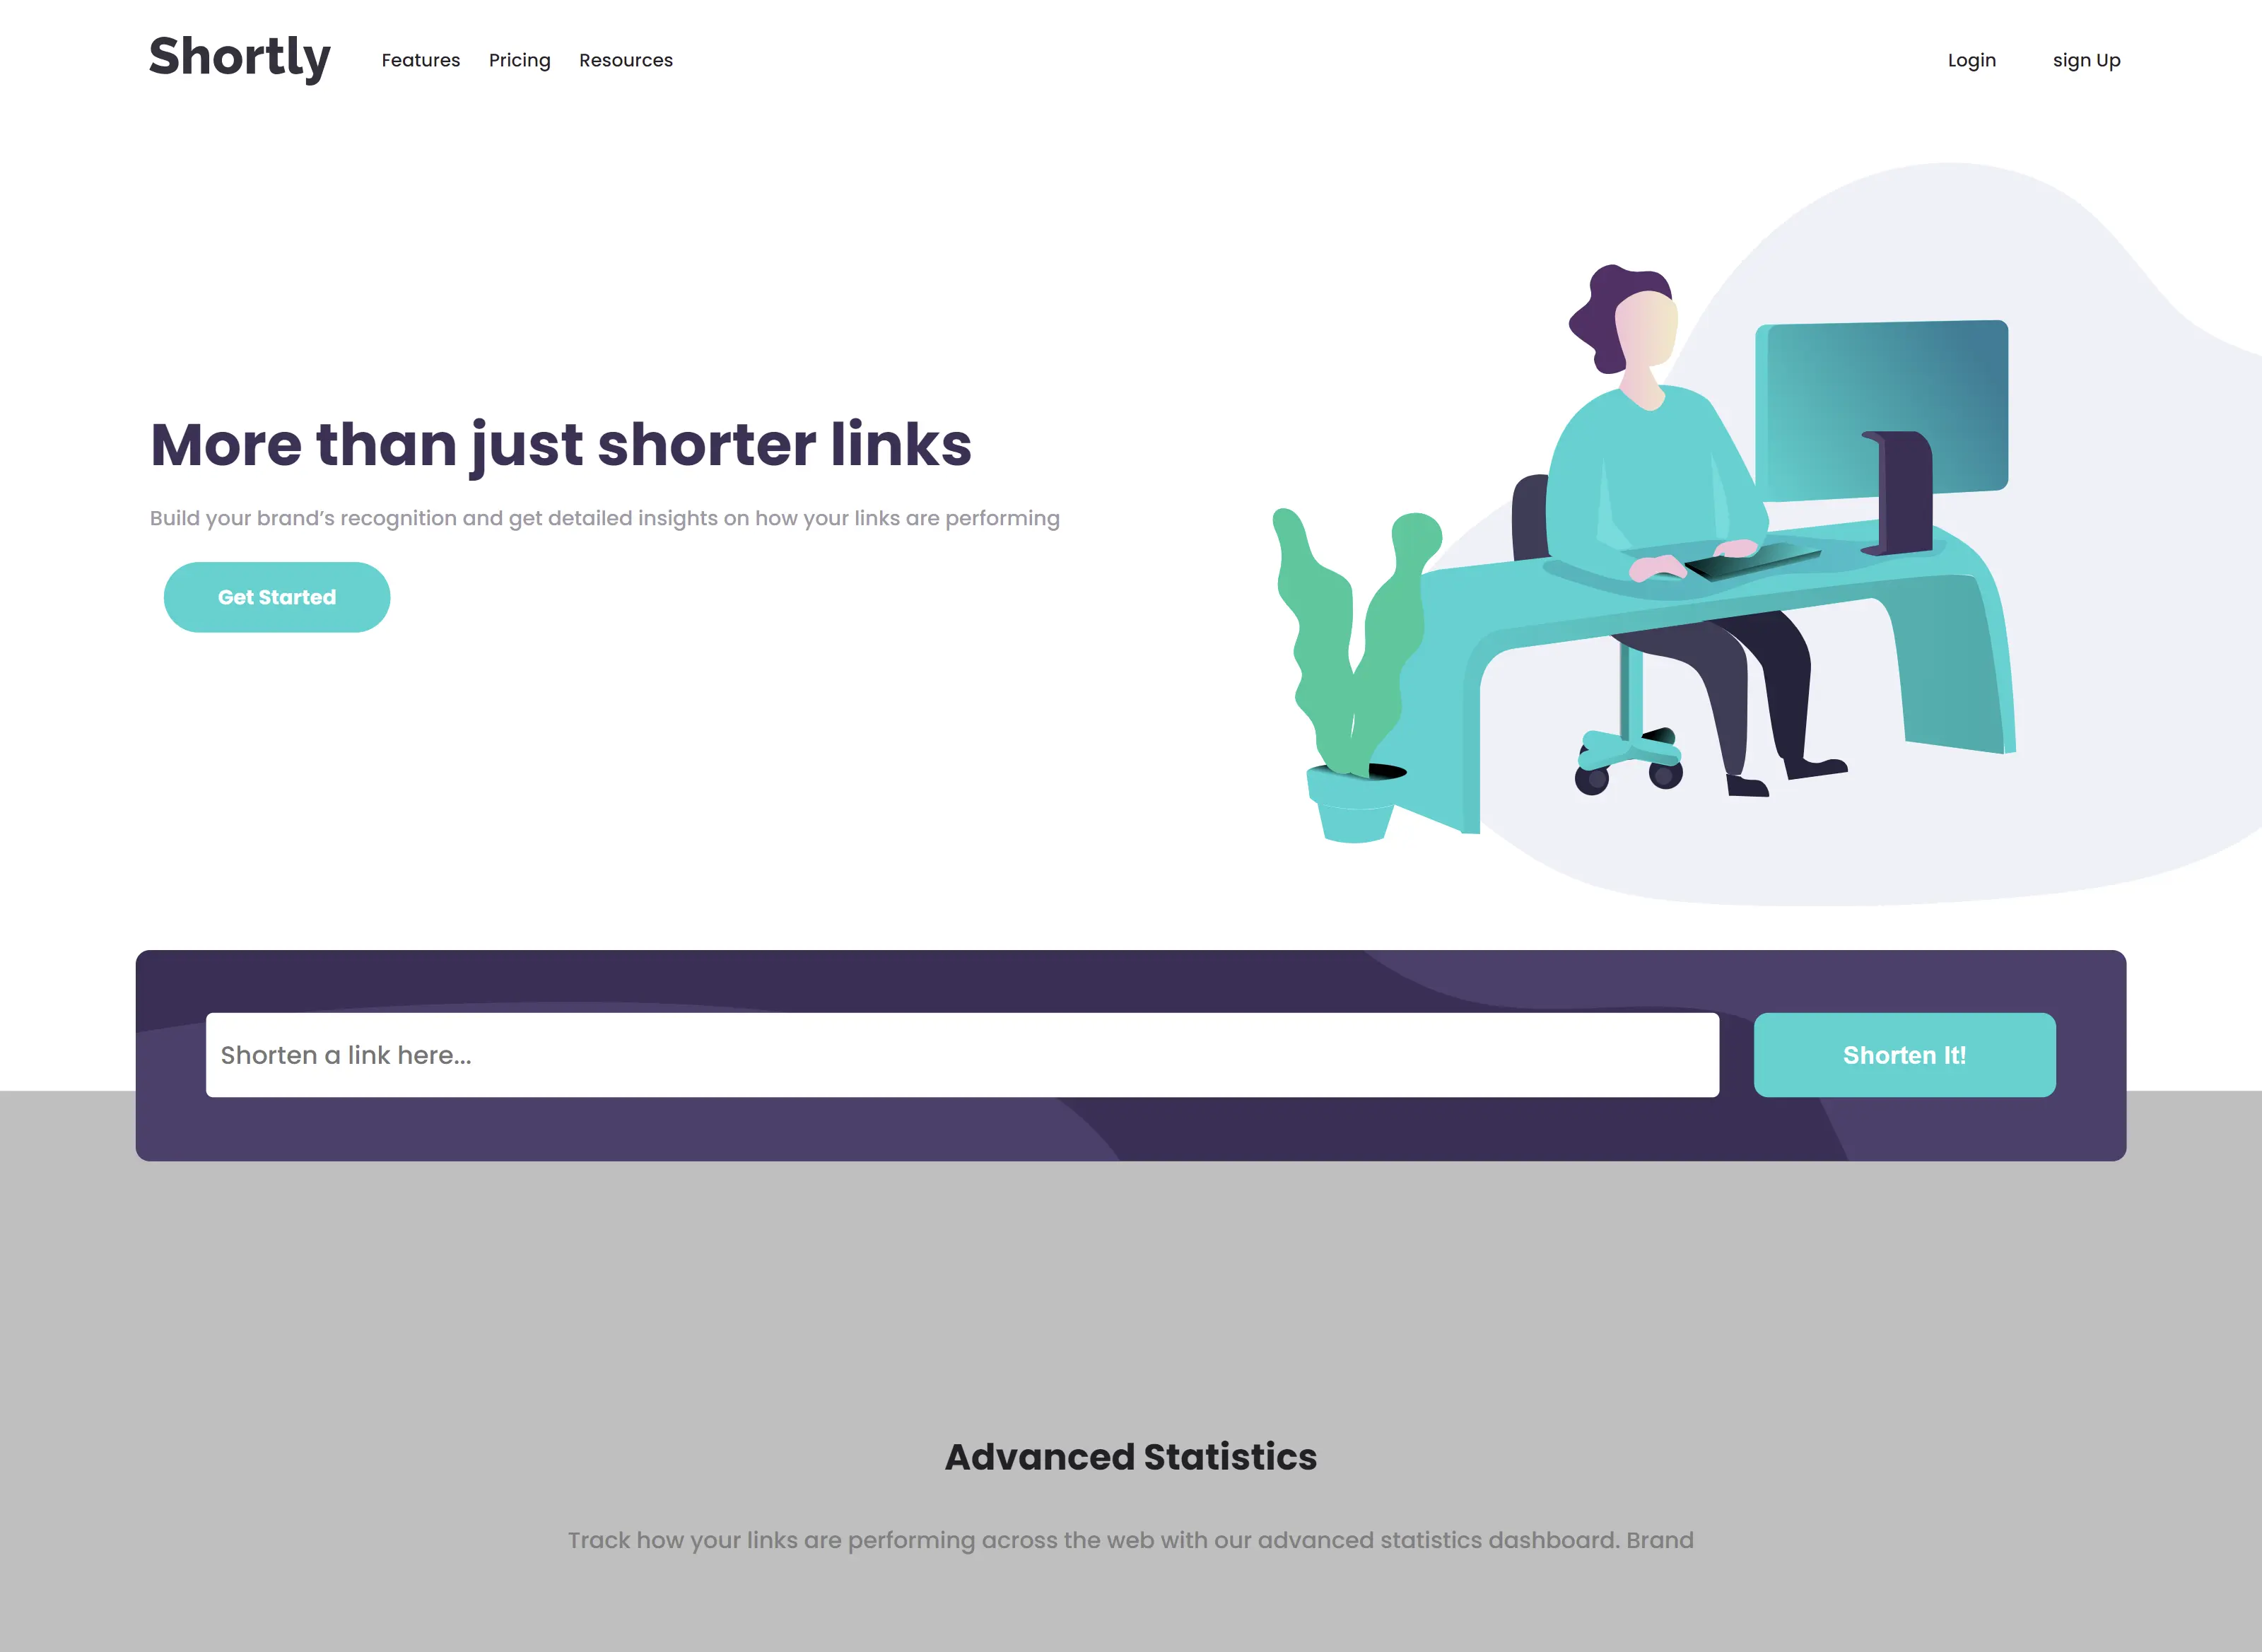 Shortly
Features
Pricing
Resources
Login
sign Up
More than just shorter links
Build your brand’s recognition and get detailed insights on how your links are performing
Get Started
Shorten a link here...
Shorten It!
Advanced Statistics
Track how your links are performing across the web with our advanced statistics dashboard. Brand